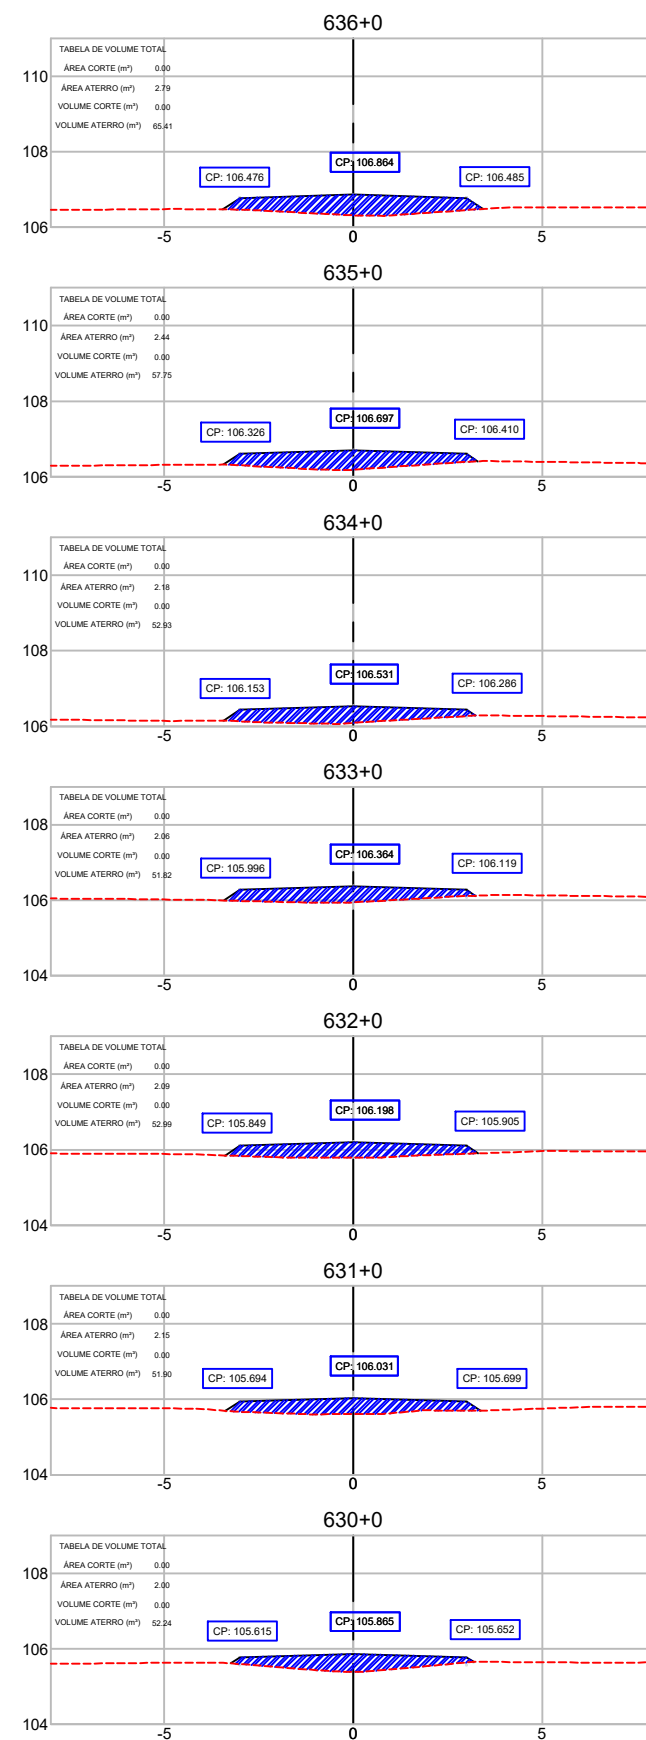 636+0
TABELA DE VOLUME TOTAL
ÁREA CORTE (m²) 0.00
ÁREA ATERRO (m²) 2.79
VOLUME CORTE (m³) 0.00
VOLUME ATERRO (m³) 65.41
110
108
106
CP: 106.476
CP: 106.864
CP: 106.485
-5 0 5
635+0
TABELA DE VOLUME TOTAL
ÁREA CORTE (m²) 0.00
ÁREA ATERRO (m²) 2.44
VOLUME CORTE (m³) 0.00
VOLUME ATERRO (m³) 57.75
110
108
106
CP: 106.326
CP: 106.697
CP: 106.410
-5 0 5
634+0
TABELA DE VOLUME TOTAL
ÁREA CORTE (m²) 0.00
ÁREA ATERRO (m²) 2.18
VOLUME CORTE (m³) 0.00
VOLUME ATERRO (m³) 52.93
110
108
106
CP: 106.153
CP: 106.531
CP: 106.286
-5 0 5
633+0
TABELA DE VOLUME TOTAL
ÁREA CORTE (m²) 0.00
ÁREA ATERRO (m²) 2.06
VOLUME CORTE (m³) 0.00
VOLUME ATERRO (m³) 51.82
108
106
104
CP: 105.996
CP: 106.364
CP: 106.119
-5 0 5
632+0
TABELA DE VOLUME TOTAL
ÁREA CORTE (m²) 0.00
ÁREA ATERRO (m²) 2.09
VOLUME CORTE (m³) 0.00
VOLUME ATERRO (m³) 52.99
108
106
104
CP: 105.849
CP: 106.198
CP: 105.905
-5 0 5
631+0
TABELA DE VOLUME TOTAL
ÁREA CORTE (m²) 0.00
ÁREA ATERRO (m²) 2.15
VOLUME CORTE (m³) 0.00
VOLUME ATERRO (m³) 51.90
108
106
104
CP: 105.694
CP: 106.031
CP: 105.699
-5 0 5
630+0
TABELA DE VOLUME TOTAL
ÁREA CORTE (m²) 0.00
ÁREA ATERRO (m²) 2.00
VOLUME CORTE (m³) 0.00
VOLUME ATERRO (m³) 52.24
108
106
104
CP: 105.615
CP: 105.865
CP: 105.652
-5 0 5